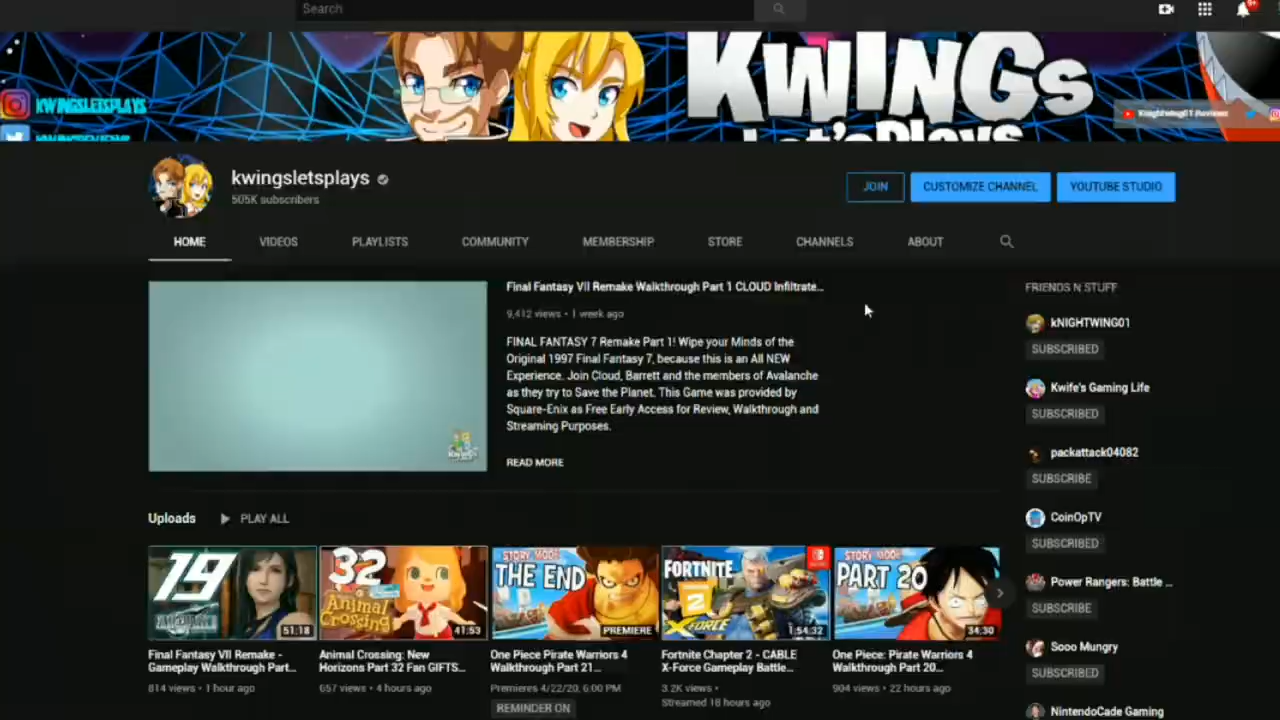 Search
9+
KWINGSLETSPLAYS
KWINGs
Let'sPlays
Knightwing01 Reviews
kwingsletsplays
505K subscribers
JOIN
CUSTOMIZE CHANNEL
YOUTUBE STUDIO
HOME
VIDEOS
PLAYLISTS
COMMUNITY
MEMBERSHIP
STORE
CHANNELS
ABOUT
Final Fantasy VII Remake Walkthrough Part 1 CLOUD Infiltrate...
9,412 views • 1 week ago
FINAL FANTASY 7 Remake Part 1! Wipe your Minds of the
Original 1997 Final Fantasy 7, because this is an All NEW
Experience. Join Cloud, Barrett and the members of Avalanche
as they try to Save the Planet. This Game was provided by
Square-Enix as Free Early Access for Review, Walkthrough and
Streaming Purposes.
READ MORE
FRIENDS N STUFF
kNIGHTWING01
SUBSCRIBED
Kwife's Gaming Life
SUBSCRIBED
packattack04082
SUBSCRIBE
CoinOpTV
SUBSCRIBED
Power Rangers: Battle ...
SUBSCRIBE
Sooo Mungry
SUBSCRIBED
NintendoCade Gaming
Uploads
PLAY ALL
19
51:18
Final Fantasy VII Remake -
Gameplay Walkthrough Part...
814 views • 1 hour ago
32
Animal
Crossing
41:53
Animal Crossing: New
Horizons Part 32 Fan GIFTS...
657 views • 4 hours ago
STORY MODE
THE END
PREMIERE
One Piece Pirate Warriors 4
Walkthrough Part 21...
Premieres 4/22/20, 6:00 PM
REMINDER ON
FORTNITE
2
X-FORCE
1:54:32
Fortnite Chapter 2 - CABLE
X-Force Gameplay Battle...
3.2K views •
Streamed 18 hours ago
STORY MODE
PART 20
34:30
One Piece: Pirate Warriors 4
Walkthrough Part 20...
904 views • 22 hours ago